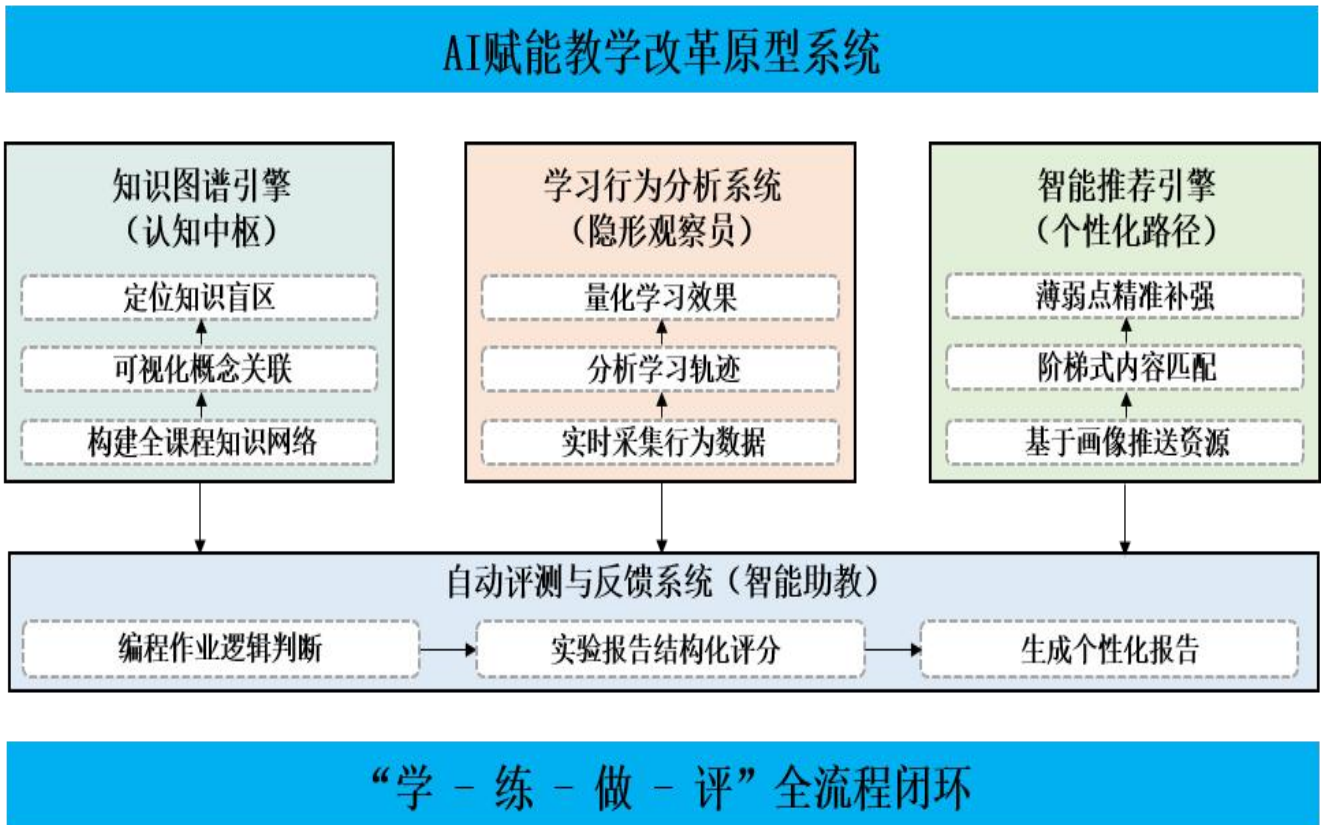 AI赋能教学改革原型系统
知识图谱引擎
（认知中枢）
定位知识盲区
可视化概念关联
构建全课程知识网络
学习行为分析系统
（隐形观察员）
量化学习效果
分析学习轨迹
实时采集行为数据
智能推荐引擎
（个性化路径）
薄弱点精准补强
阶梯式内容匹配
基于画像推送资源
自动评测与反馈系统（智能助教）
编程作业逻辑判断
实验报告结构化评分
生成个性化报告
“学 - 练 - 做 - 评”全流程闭环